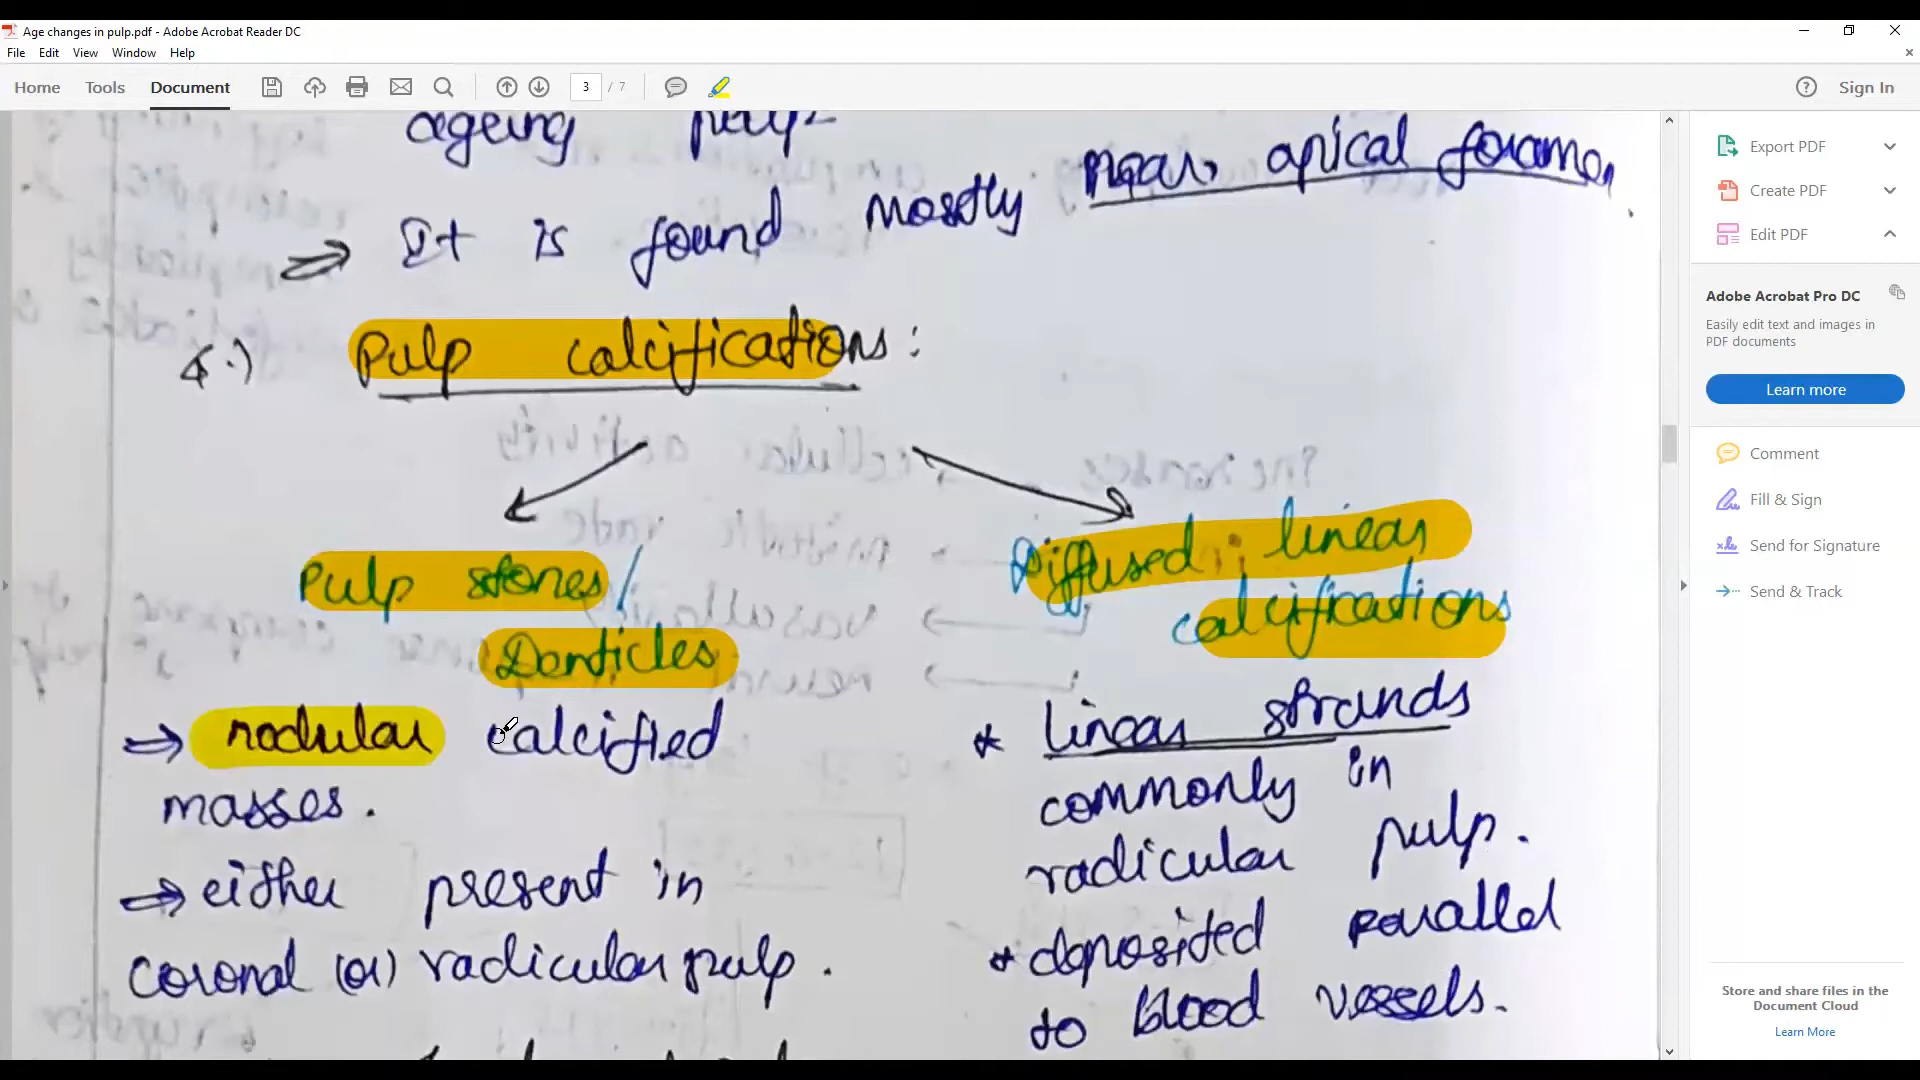 Age changes in pulp.pdf - Adobe Acrobat Reader DC
File Edit View Window Help
Home Tools Document 3 / 7 Sign In
ageing pulp
near apical foramen.
⇒ It is found mostly
4.) Pulp calcifications:
Pulp stones/
Denticles
⇒ nodular calcified
masses.
⇒ either present in
coronal (or) radicular pulp.
Diffused linear
calcifications
* linear strands
commonly in
radicular pulp.
* deposited parallel
to blood vessels.
Export PDF
Create PDF
Edit PDF
Adobe Acrobat Pro DC
Easily edit text and images in
PDF documents
Learn more
Comment
Fill & Sign
Send for Signature
Send & Track
Store and share files in the
Document Cloud
Learn More